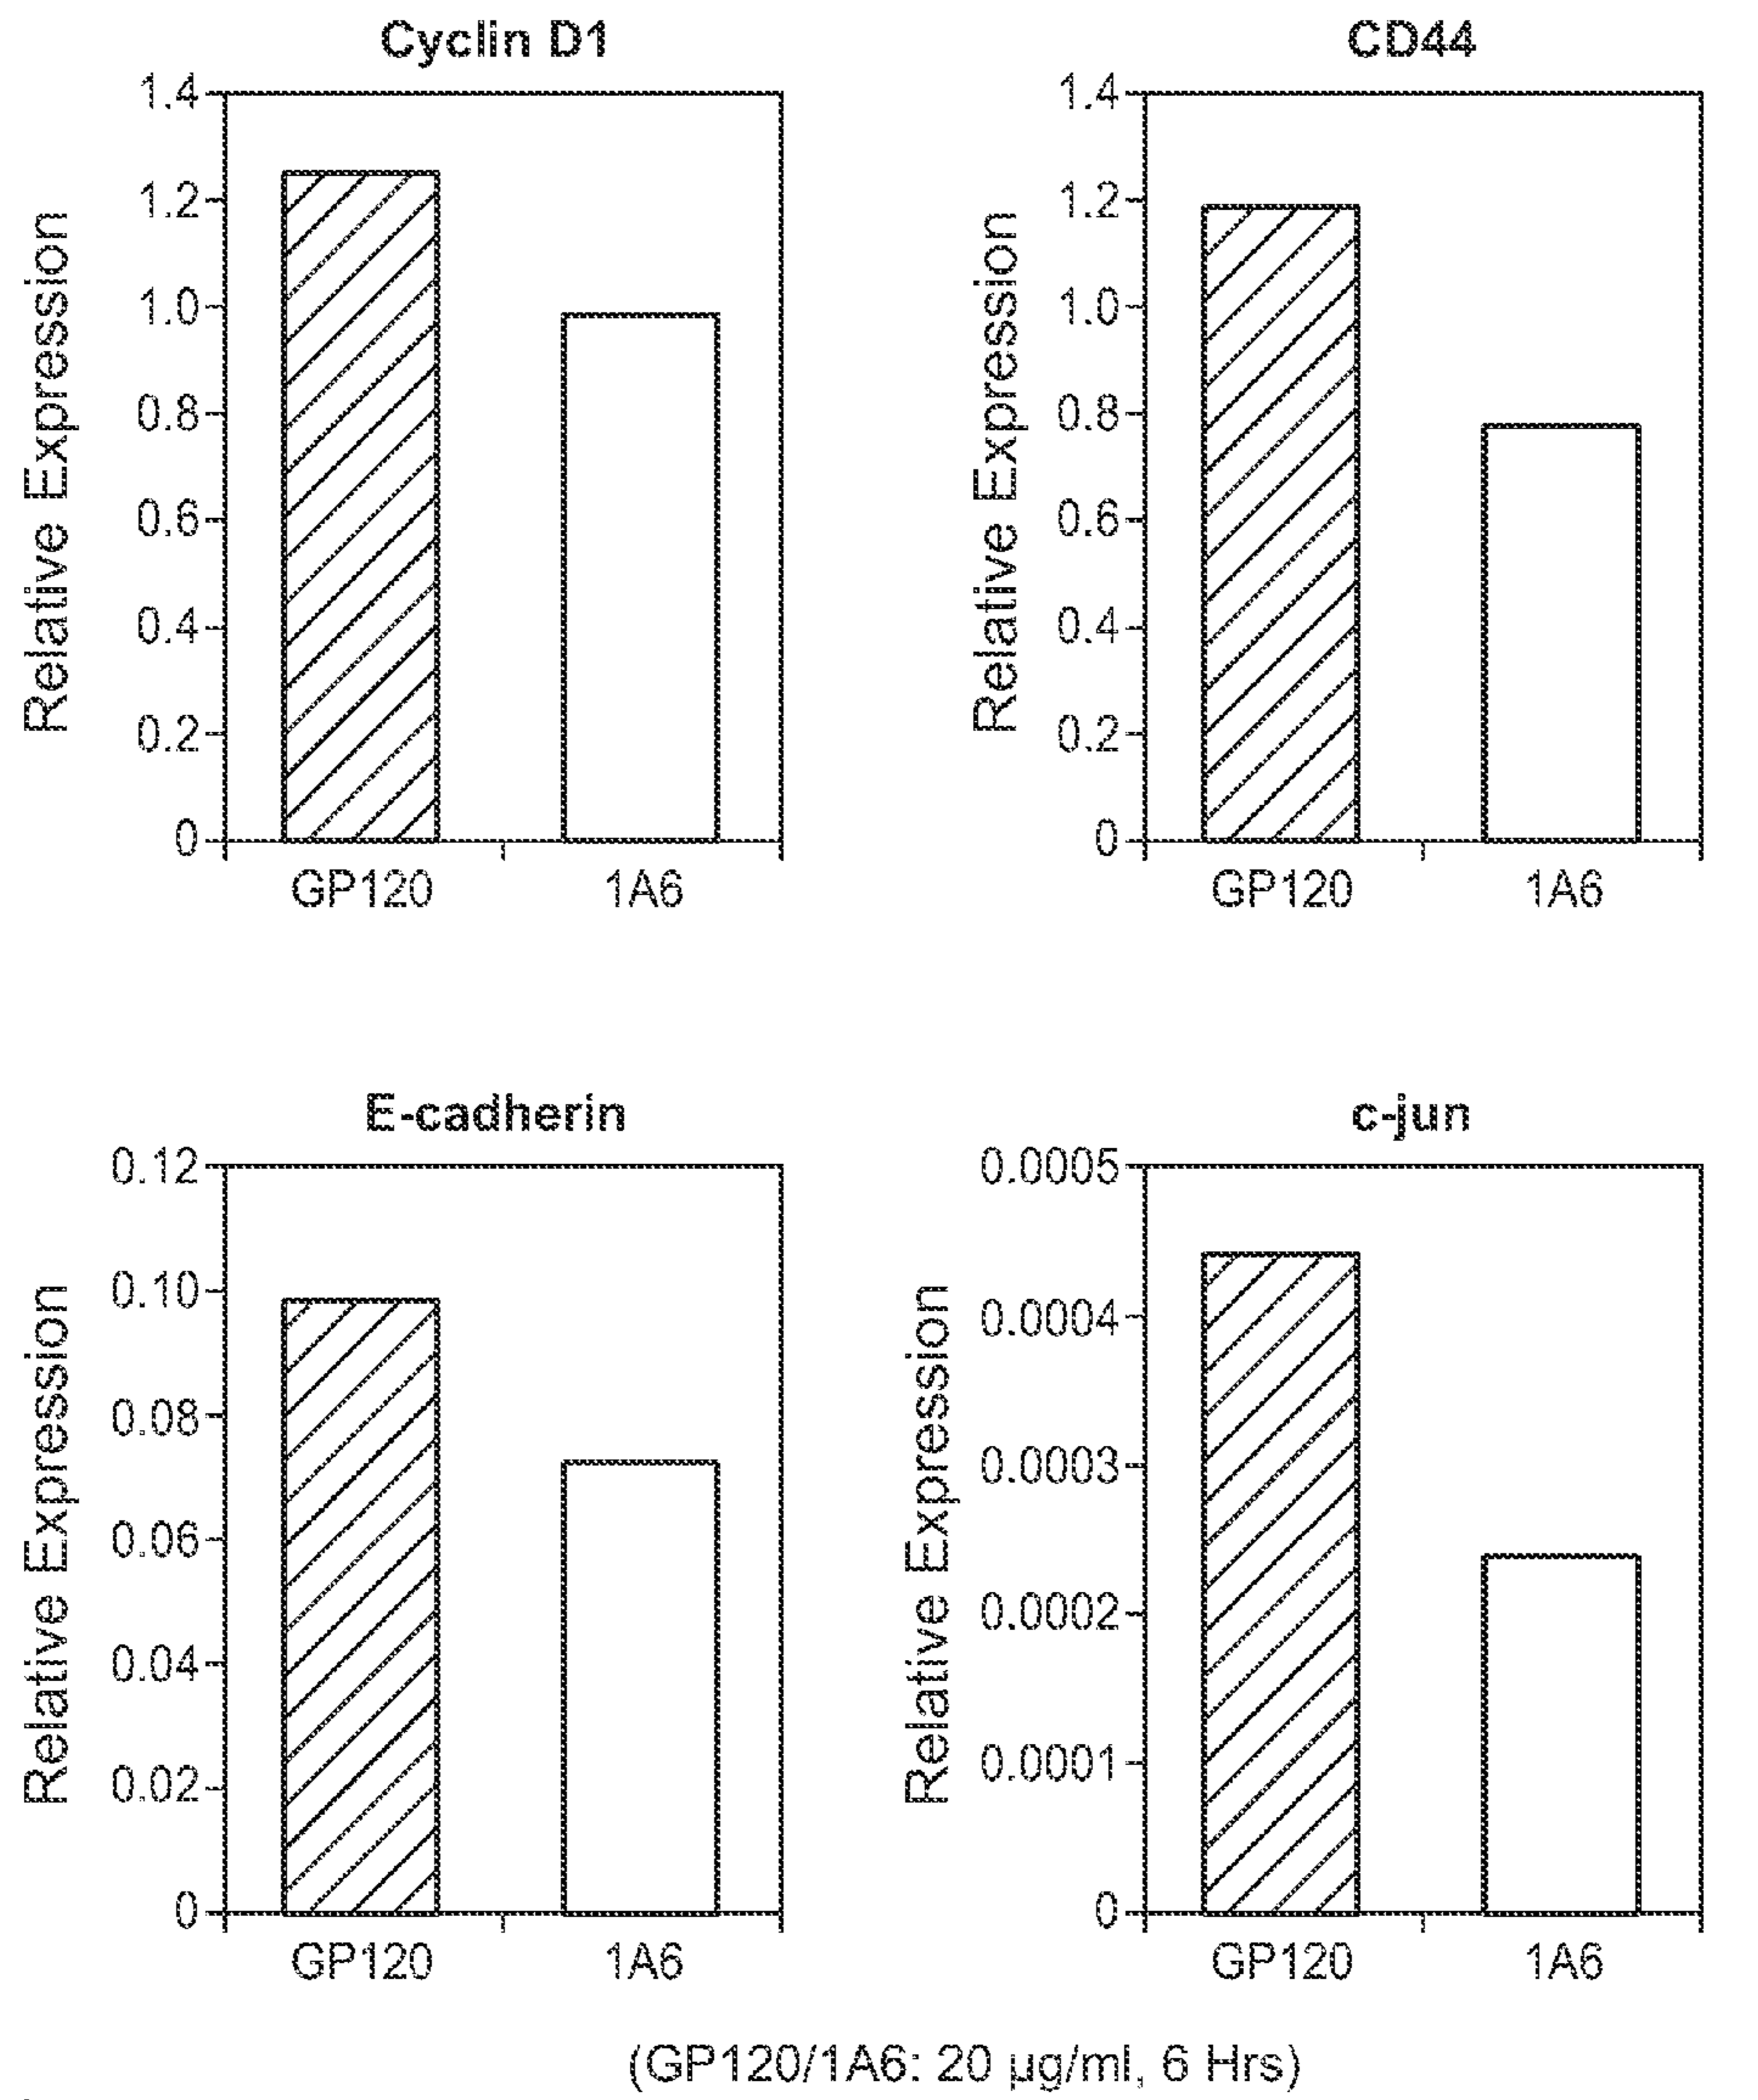 Cyclin D1
Relative Expression
1.4
1.2
1.0
0.8
0.6
0.4
0.2
0
GP120 1A6
CD44
Relative Expression
1.4
1.2
1.0
0.8
0.6
0.4
0.2
0
GP120 1A6
E-cadherin
Relative Expression
0.12
0.10
0.08
0.06
0.04
0.02
0
GP120 1A6
c-jun
Relative Expression
0.0005
0.0004
0.0003
0.0002
0.0001
0
GP120 1A6
(GP120/1A6: 20 µg/ml, 6 Hrs)